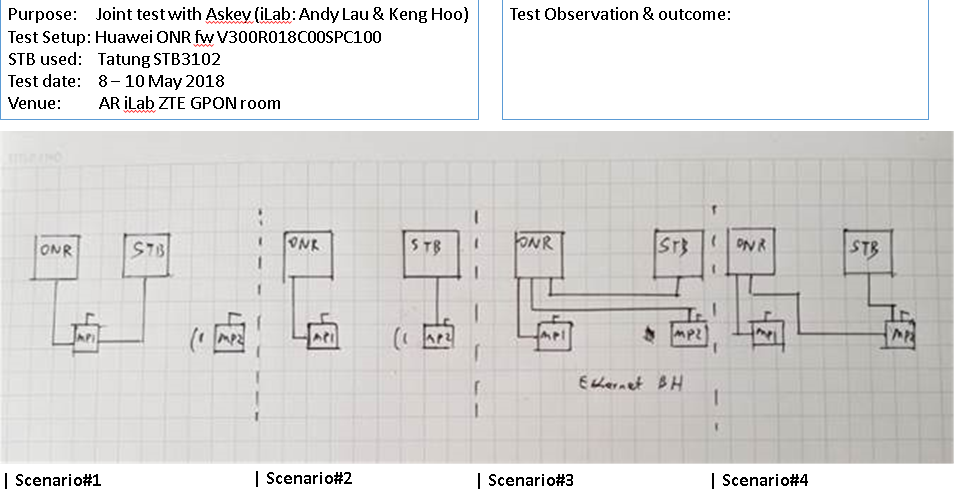 Purpose: Joint test with Askey (iLab: Andy Lau & Keng Hoo)
Test Setup: Huawei ONR fw V300R018C00SPC100
STB used: Tatung STB3102
Test date: 8 – 10 May 2018
Venue: AR iLab ZTE GPON room
Test Observation & outcome:
ONR STB ONR STB ONR STB ONR STB
MP1 MP2 MP1 MP2 MP1 MP2 MP1 MP2
Ethernet BH
| Scenario#1 | Scenario#2 | Scenario#3 | Scenario#4